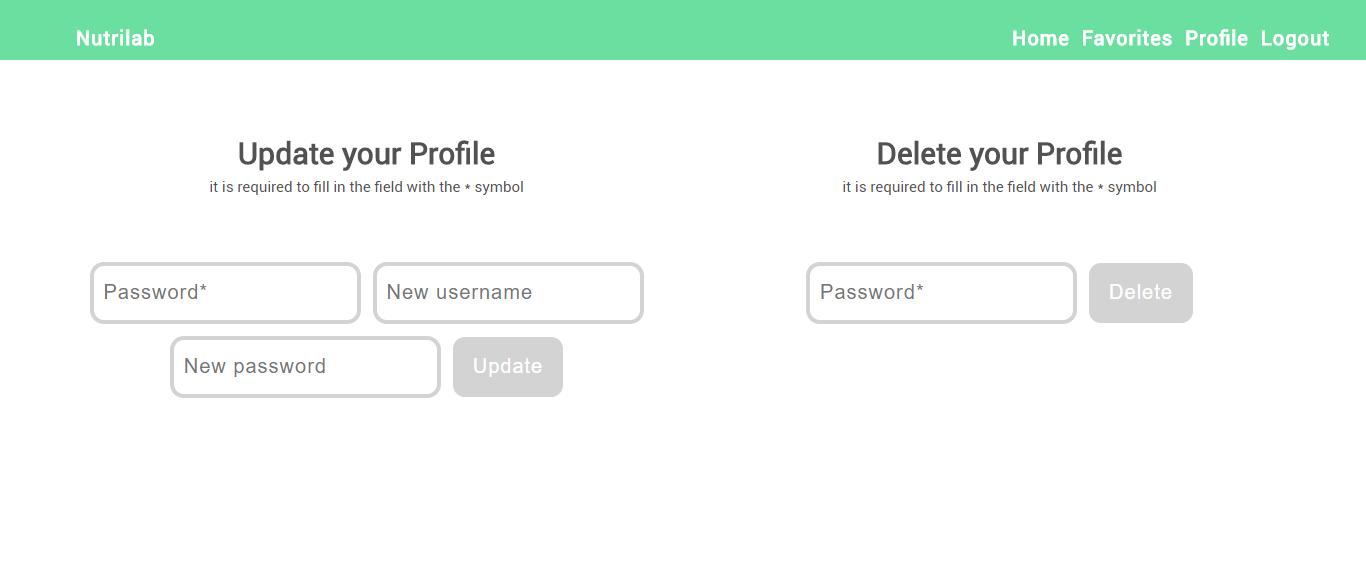 Nutrilab
Home Favorites Profile Logout
Update your Profile
it is required to fill in the field with the * symbol
Password*
New username
New password
Update
Delete your Profile
it is required to fill in the field with the * symbol
Password*
Delete